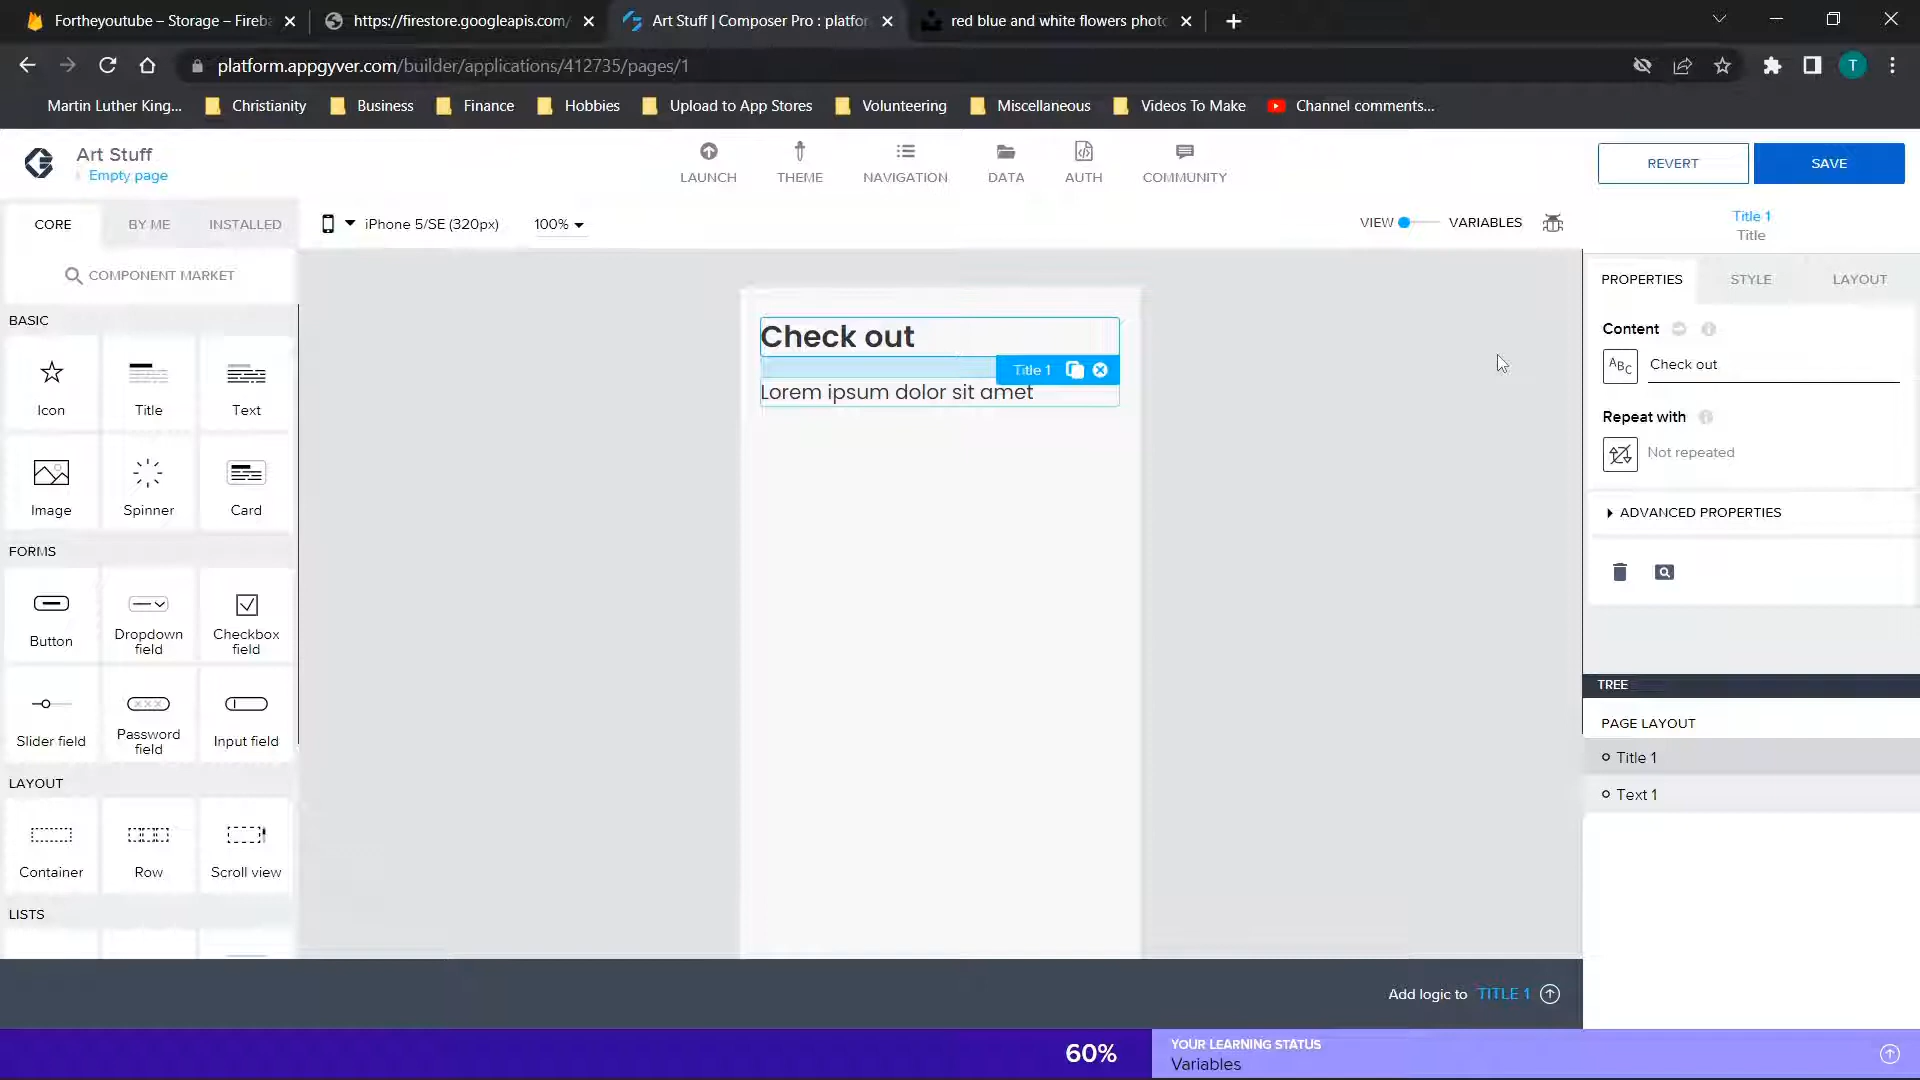 Fortheyoutube – Storage – Fireba
https://firestore.googleapis.com/
Art Stuff | Composer Pro : platfor
red blue and white flowers photo
platform.appgyver.com/builder/applications/412735/pages/1
T
Martin Luther King...
Christianity
Business
Finance
Hobbies
Upload to App Stores
Volunteering
Miscellaneous
Videos To Make
Channel comments...
Art Stuff
Empty page
LAUNCH
THEME
NAVIGATION
DATA
AUTH
COMMUNITY
REVERT
SAVE
CORE
BY ME
INSTALLED
iPhone 5/SE (320px)
100%
VIEW
VARIABLES
Title 1
Title
COMPONENT MARKET
PROPERTIES
STYLE
LAYOUT
BASIC
Icon
Title
Text
Image
Spinner
Card
FORMS
Button
Dropdown
field
Checkbox
field
Slider field
Password
field
Input field
LAYOUT
Container
Row
Scroll view
LISTS
Check out
Title 1
Lorem ipsum dolor sit amet
Content
ABC
Check out
Repeat with
Not repeated
ADVANCED PROPERTIES
TREE
PAGE LAYOUT
Title 1
Text 1
Add logic to TITLE 1
60%
YOUR LEARNING STATUS
Variables